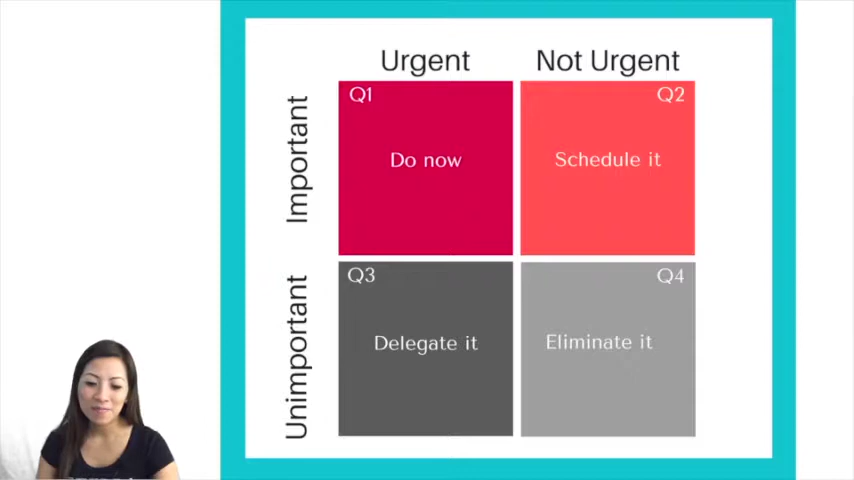 Urgent
Not Urgent
Important
Q1
Do now
Q2
Schedule it
Unimportant
Q3
Delegate it
Q4
Eliminate it